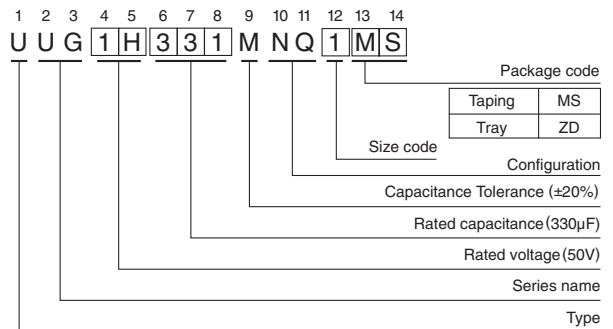 1 2 3 4 5 6 7 8 9 10 11 12 13 14
U U G 1 H 3 3 1 M N Q 1 M S
Package code
Taping MS
Tray ZD
Size code
Configuration
Capacitance Tolerance (±20%)
Rated capacitance (330µF)
Rated voltage (50V)
Series name
Type